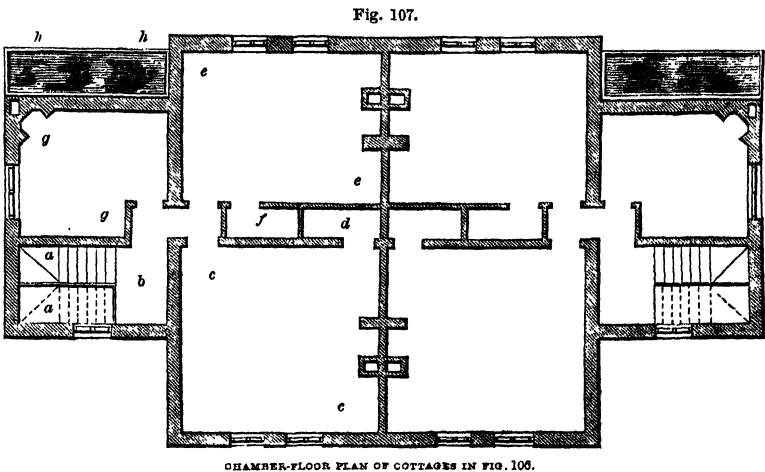 Fig. 107.
h h
e
g
e
g f d
a b c
a
c
CHAMBER-FLOOR PLAN OF COTTAGES IN FIG. 106.